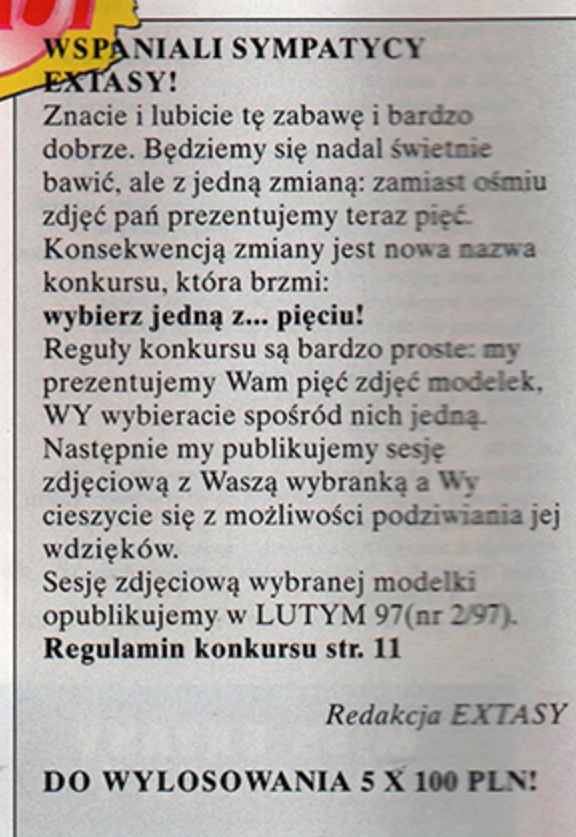 WSPANIALI SYMPATYCY
EXTASY!
Znacie i lubicie tę zabawę i bardzo
dobrze. Będziemy się nadal świetnie
bawić, ale z jedną zmianą: zamiast ośmiu
zdjęć pań prezentujemy teraz pięć.
Konsekwencją zmiany jest nowa nazwa
konkursu, która brzmi:
wybierz jedną z... pięciu!
Reguły konkursu są bardzo proste: my
prezentujemy Wam pięć zdjęć modelek,
WY wybieracie spośród nich jedną.
Następnie my publikujemy sesję
zdjęciową z Waszą wybranką a Wy
cieszycie się z możliwości podziwiania jej
wdzięków.
Sesję zdjęciową wybranej modelki
opublikujemy w LUTYM 97(nr 2/97).
Regulamin konkursu str. 11
Redakcja EXTASY
DO WYLOSOWANIA 5 X 100 PLN!